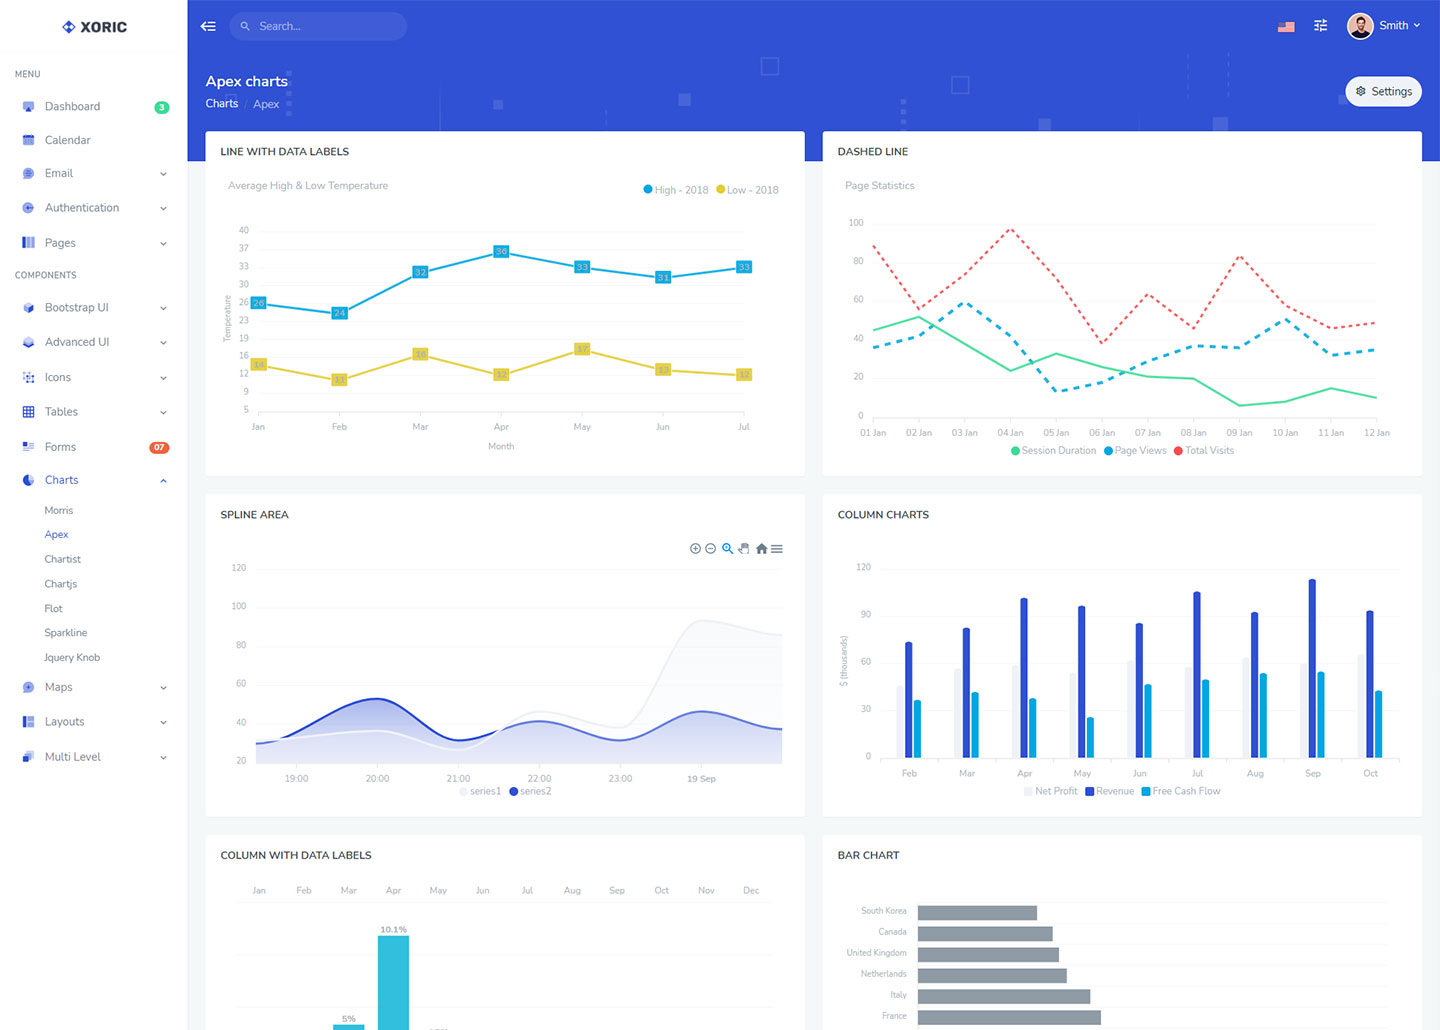 XORIC
Search...
Smith
MENU
Dashboard
3
Calendar
Email
Authentication
Pages
COMPONENTS
Bootstrap UI
Advanced UI
Icons
Tables
Forms
07
Charts
Morris
Apex
Chartist
Chartjs
Flot
Sparkline
Jquery Knob
Maps
Layouts
Multi Level
Apex charts
Charts / Apex
Settings
LINE WITH DATA LABELS
Average High & Low Temperature
High - 2018 Low - 2018
40
37
33
30
26
23
19
16
12
9
5
Temperature
26 24 32 36 33 31 33
14 11 16 12 17 13 12
Jan Feb Mar Apr May Jun Jul
Month
DASHED LINE
Page Statistics
100
80
60
40
20
0
01 Jan 02 Jan 03 Jan 04 Jan 05 Jan 06 Jan 07 Jan 08 Jan 09 Jan 10 Jan 11 Jan 12 Jan
Session Duration Page Views Total Visits
SPLINE AREA
120
100
80
60
40
20
19:00 20:00 21:00 22:00 23:00 19 Sep
series1 series2
COLUMN CHARTS
120
90
60
30
0
$ (thousands)
Feb Mar Apr May Jun Jul Aug Sep Oct
Net Profit Revenue Free Cash Flow
COLUMN WITH DATA LABELS
Jan Feb Mar Apr May Jun Jul Aug Sep Oct Nov Dec
10.1%
5%
BAR CHART
South Korea
Canada
United Kingdom
Netherlands
Italy
France